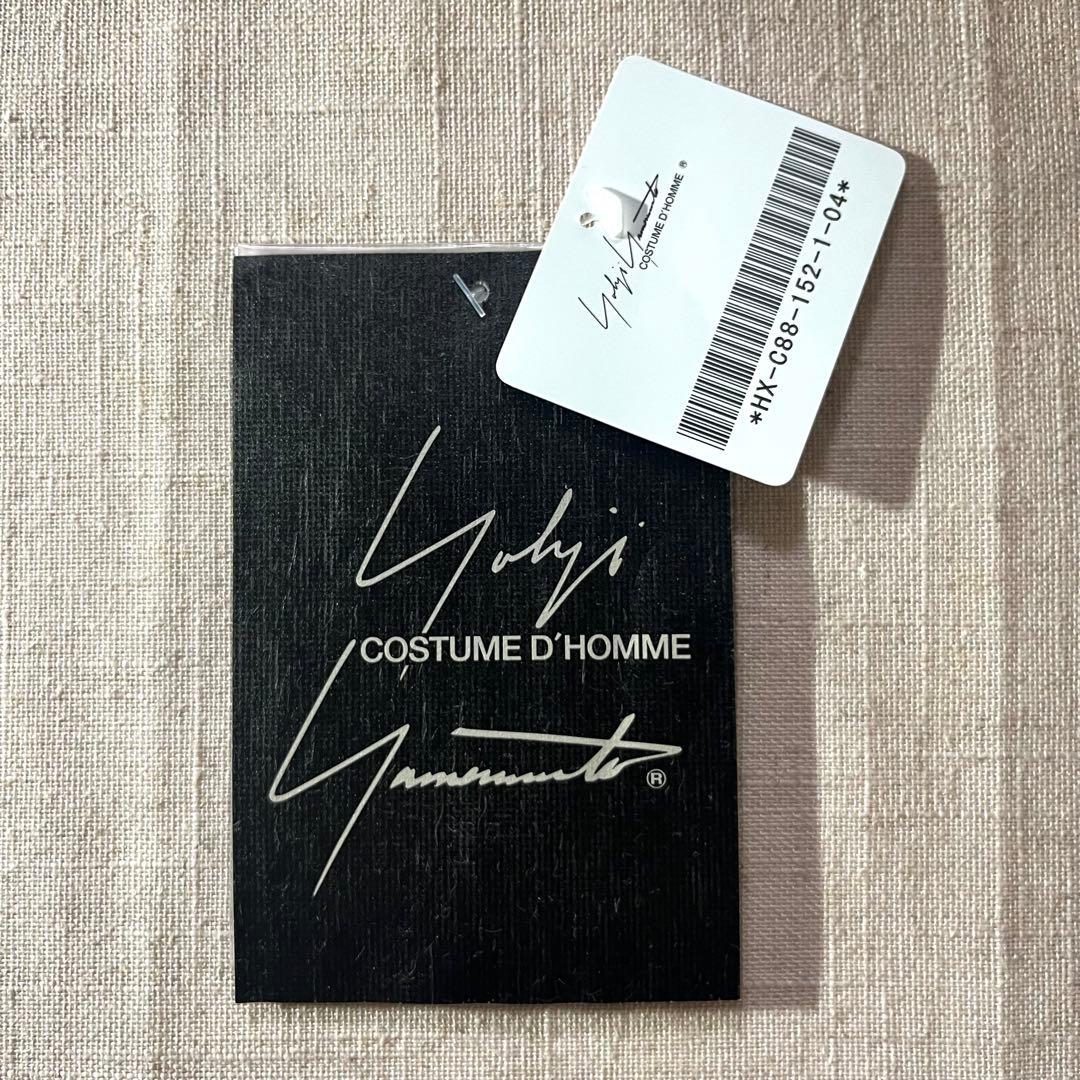 Yohji Yamamoto
COSTUME D'HOMME ®
*HX-C88-152-1-04*
Yohji
COSTUME D'HOMME
Yamamoto ®